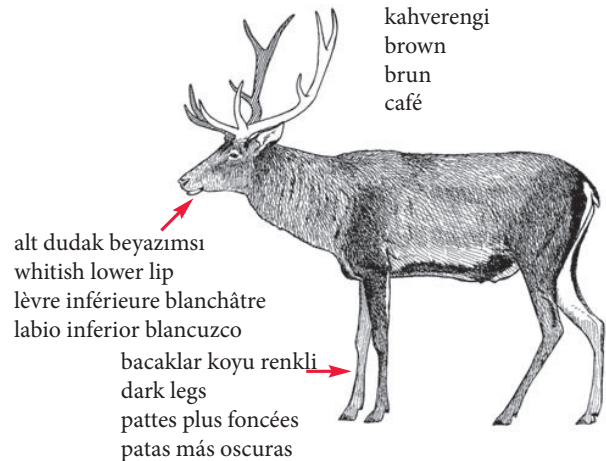 kahverengi
brown
brun
café
alt dudak beyazımsı
whitish lower lip
lèvre inférieure blanchâtre
labio inferior blancuzco
bacaklar koyu renkli
dark legs
pattes plus foncées
patas más oscuras